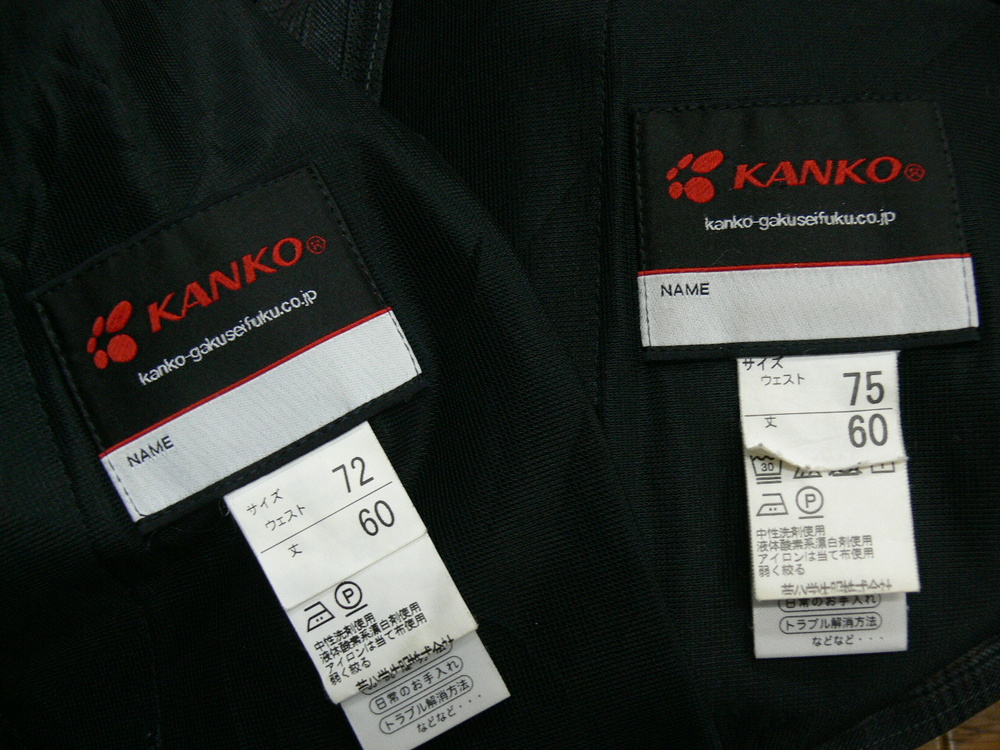 KANKO®
kanko-gakuseifuku.co.jp
NAME
サイズ
ウェスト 72
丈 60
P
中性洗剤使用
液体酸素系漂白剤使用
アイロンは当て布使用
弱く絞る
日常のお手入れ
トラブル解消方法
などなど・・・
KANKO®
kanko-gakuseifuku.co.jp
NAME
サイズ
ウェスト 75
丈 60
30
P
中性洗剤使用
液体酸素系漂白剤使用
アイロンは当て布使用
弱く絞る
日常のお手入れ
トラブル解消方法
などなど・・・